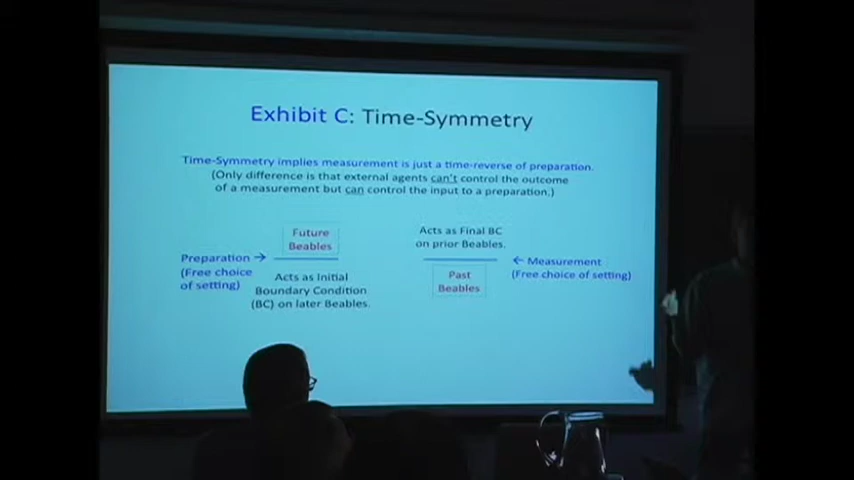 Exhibit C: Time-Symmetry
Time-Symmetry implies measurement is just a time-reverse of preparation.
(Only difference is that external agents can't control the outcome
of a measurement but can control the input to a preparation.)
Preparation →
(Free choice
of setting)
Future
Beables
Acts as Initial
Boundary Condition
(BC) on later Beables.
Acts as Final BC
on prior Beables.
Past
Beables
← Measurement
(Free choice of setting)